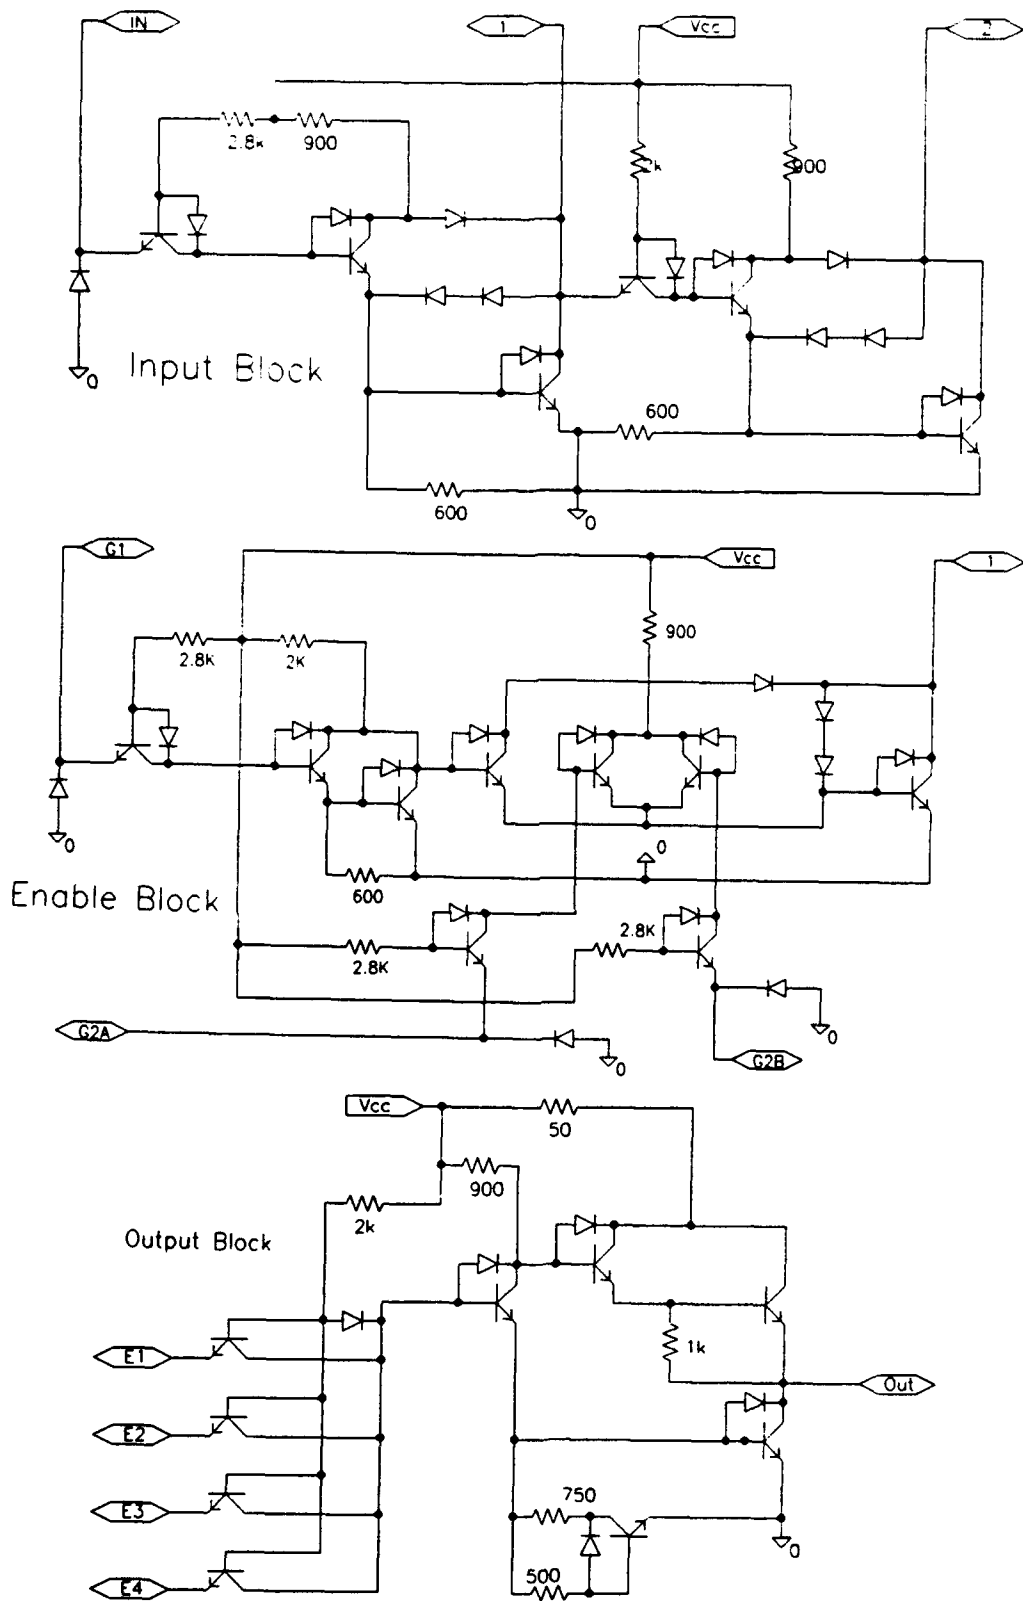 IN 1 Vcc 2
2.8K 900 2k 900
0
Input Block
600
600 0
G1 Vcc 1
900
2.8K 2K
0 0
600
Enable Block
2.8K 2.8K
G2A 0 G2B 0
Vcc
50
900
2k
Output Block
1k
E1 Out
E2
E3 750
0
E4 500